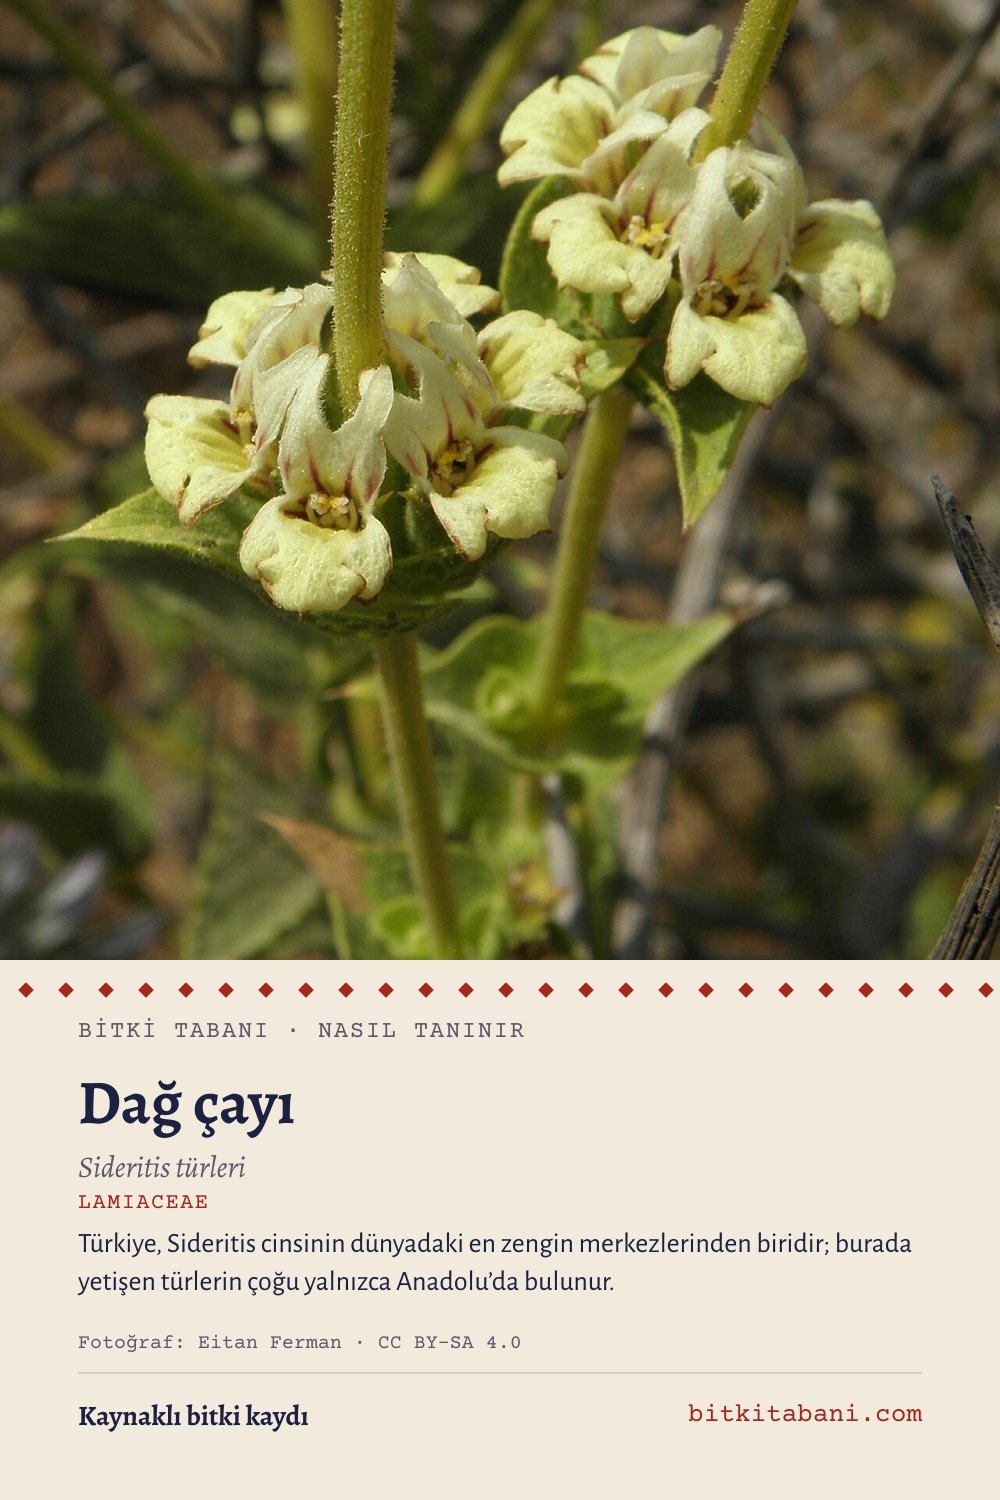 BİTKİ TABANI · NASIL TANINIR
Dağ çayı
Sideritis türleri
LAMIACEAE
Türkiye, Sideritis cinsinin dünyadaki en zengin merkezlerinden biridir; burada
yetişen türlerin çoğu yalnızca Anadolu’da bulunur.
Fotoğraf: Eitan Ferman · CC BY-SA 4.0
Kaynaklı bitki kaydı
bitkitabani.com